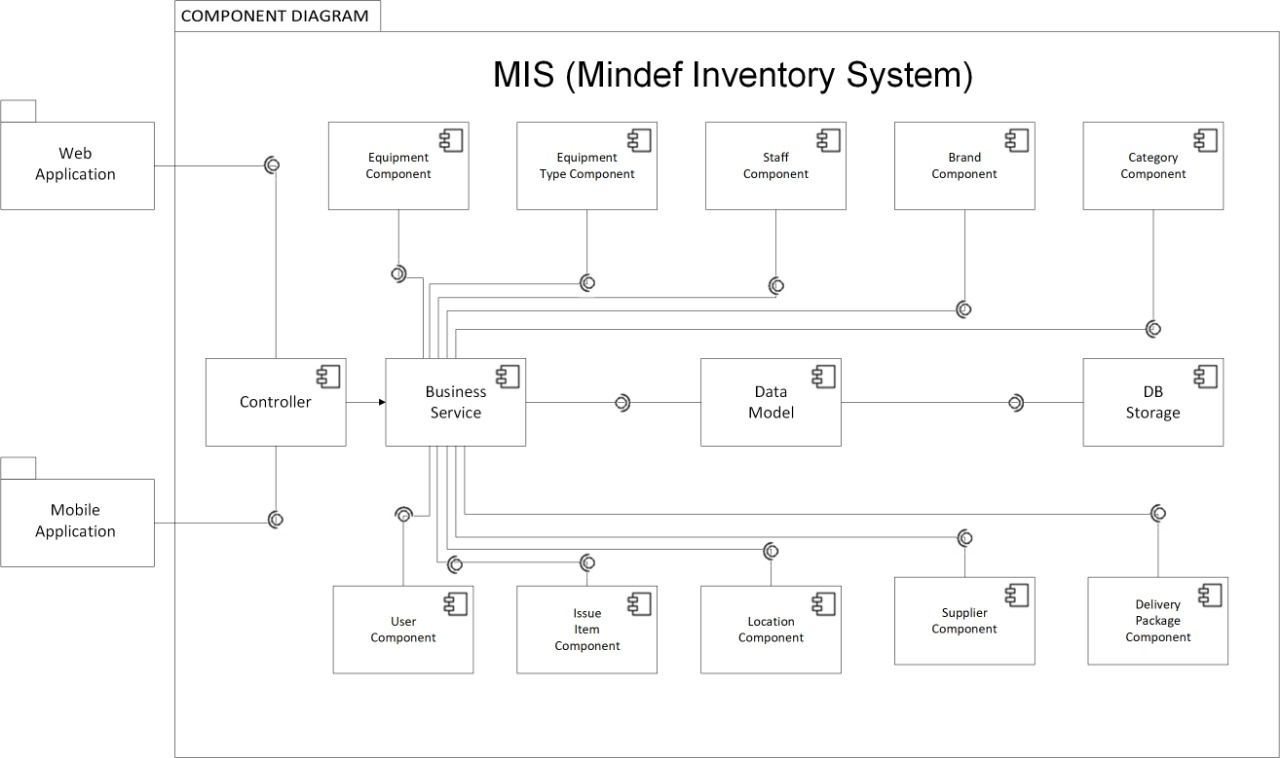 COMPONENT DIAGRAM
MIS (Mindef Inventory System)
Web
Application
Equipment
Component
Equipment
Type Component
Staff
Component
Brand
Component
Category
Component
Controller
Business
Service
Data
Model
DB
Storage
Mobile
Application
User
Component
Issue
Item
Component
Location
Component
Supplier
Component
Delivery
Package
Component